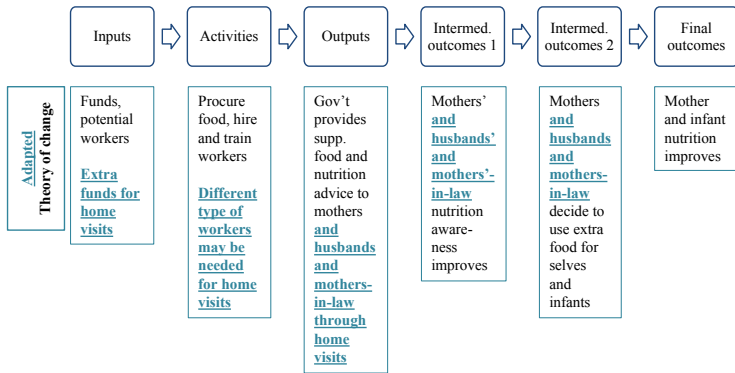 Inputs
Activities
Outputs
Intermed.
outcomes 1
Intermed.
outcomes 2
Final
outcomes
Adapted
Theory of change
Funds,
potential
workers
Extra
funds for
home
visits
Procure
food, hire
and train
workers
Different
type of
workers
may be
needed
for home
visits
Gov't
provides
supp.
food and
nutrition
advice to
mothers
and
husbands
and
mothers-
in-law
through
home
visits
Mothers'
and
husbands'
and
mothers'-
in-law
nutrition
aware-
ness
improves
Mothers
and
husbands
and
mothers-
in-law
decide to
use extra
food for
selves
and
infants
Mother
and infant
nutrition
improves